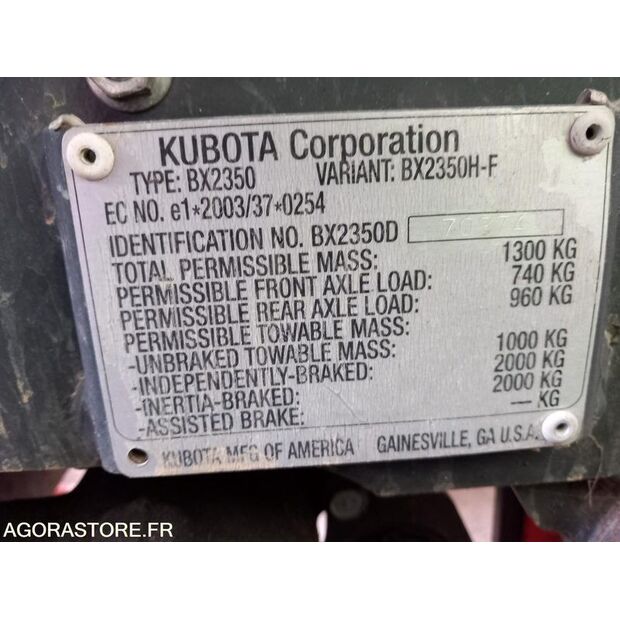 KUBOTA Corporation
TYPE: BX2350 VARIANT: BX2350H-F
EC NO. e1*2003/37*0254
IDENTIFICATION NO. BX2350D
TOTAL PERMISSIBLE MASS: 1300 KG
PERMISSIBLE FRONT AXLE LOAD: 740 KG
PERMISSIBLE REAR AXLE LOAD: 960 KG
PERMISSIBLE TOWABLE MASS:
-UNBRAKED TOWABLE MASS: 1000 KG
-INDEPENDENTLY-BRAKED: 2000 KG
-INERTIA-BRAKED: 2000 KG
-ASSISTED BRAKE: — KG
KUBOTA MFG OF AMERICA GAINESVILLE, GA U.S.A.
AGORASTORE.FR